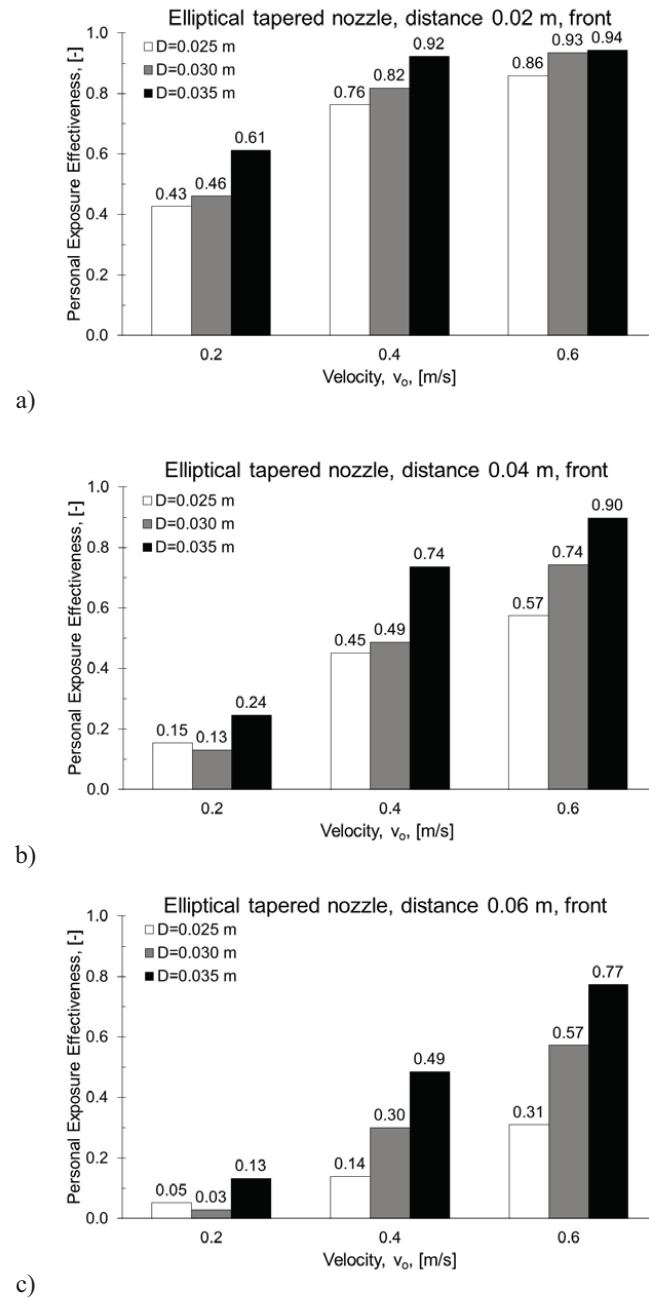 Elliptical tapered nozzle, distance 0.02 m, front
Personal Exposure Effectiveness, [-]
1.0
0.8
0.6
0.4
0.2
0.0
D=0.025 m
D=0.030 m
D=0.035 m
0.43
0.46
0.61
0.76
0.82
0.92
0.86
0.93
0.94
0.2
0.4
0.6
Velocity, vₒ, [m/s]
a)
Elliptical tapered nozzle, distance 0.04 m, front
Personal Exposure Effectiveness, [-]
1.0
0.8
0.6
0.4
0.2
0.0
D=0.025 m
D=0.030 m
D=0.035 m
0.15
0.13
0.24
0.45
0.49
0.74
0.57
0.74
0.90
0.2
0.4
0.6
Velocity, vₒ, [m/s]
b)
Elliptical tapered nozzle, distance 0.06 m, front
Personal Exposure Effectiveness, [-]
1.0
0.8
0.6
0.4
0.2
0.0
D=0.025 m
D=0.030 m
D=0.035 m
0.05
0.03
0.13
0.14
0.30
0.49
0.31
0.57
0.77
0.2
0.4
0.6
Velocity, vₒ, [m/s]
c)